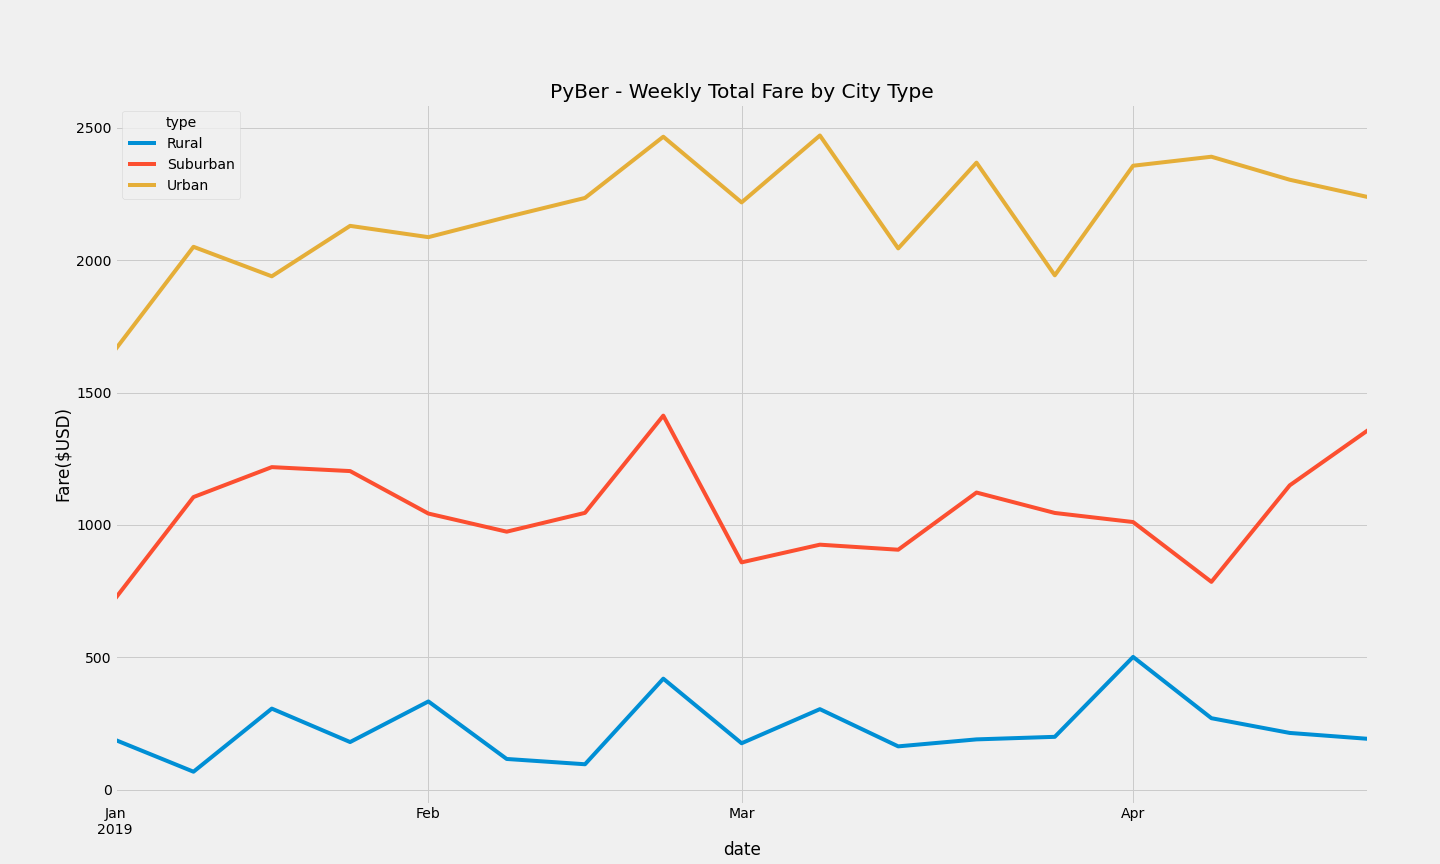 PyBer - Weekly Total Fare by City Type
type
Rural
Suburban
Urban
2500
2000
1500
1000
500
0
Fare($USD)
Jan Feb Mar Apr
2019
date